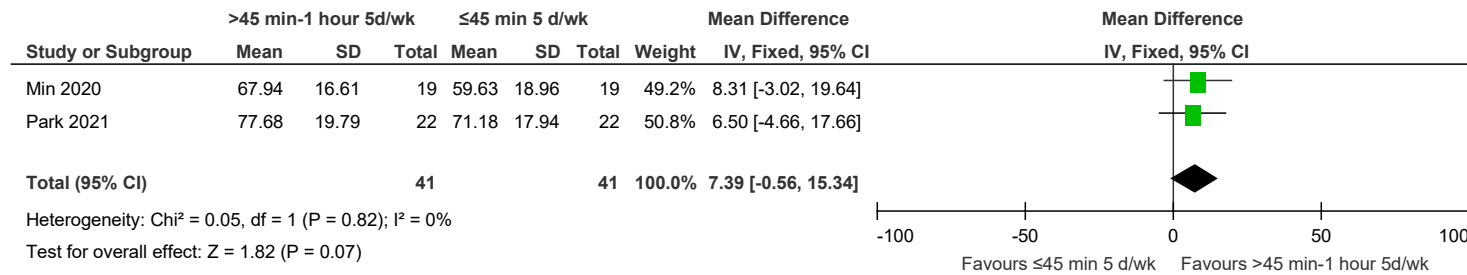 >45 min-1 hour 5d/wk ≤45 min 5 d/wk Mean Difference Mean Difference
Study or Subgroup Mean SD Total Mean SD Total Weight IV, Fixed, 95% CI IV, Fixed, 95% CI
Min 2020 67.94 16.61 19 59.63 18.96 19 49.2% 8.31 [-3.02, 19.64]
Park 2021 77.68 19.79 22 71.18 17.94 22 50.8% 6.50 [-4.66, 17.66]
Total (95% CI) 41 41 100.0% 7.39 [-0.56, 15.34]
Heterogeneity: Chi² = 0.05, df = 1 (P = 0.82); I² = 0%
Test for overall effect: Z = 1.82 (P = 0.07)
-100 -50 0 50 100
Favours ≤45 min 5 d/wk Favours >45 min-1 hour 5d/wk